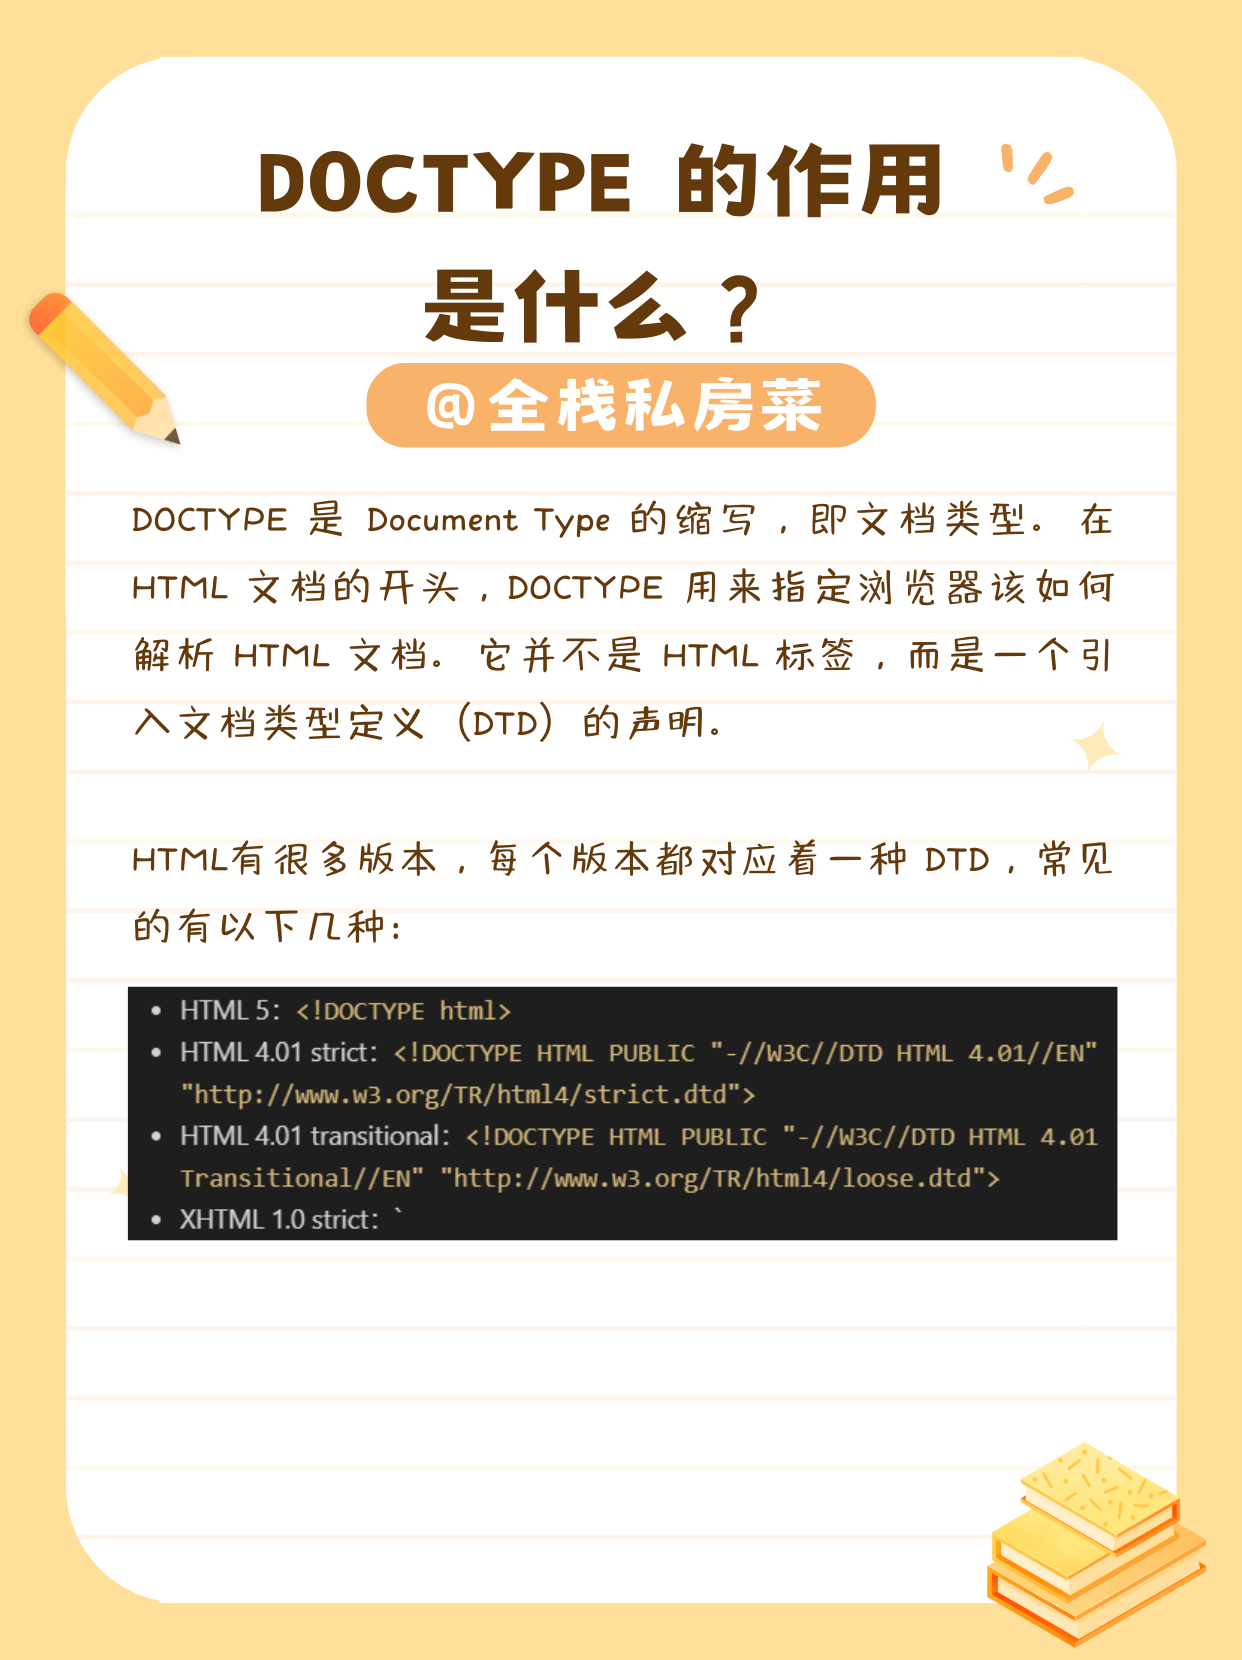 DOCTYPE 的作用
是什么？
@全栈私房菜
DOCTYPE 是 Document Type 的缩写，即文档类型。 在
HTML 文档的开头，DOCTYPE 用来指定浏览器该如何
解析 HTML 文档。 它并不是 HTML 标签，而是一个引
入文档类型定义（DTD）的声明。
HTML有很多版本，每个版本都对应着一种 DTD，常见
的有以下几种：
• HTML 5：<!DOCTYPE html>
• HTML 4.01 strict：<!DOCTYPE HTML PUBLIC "-//W3C//DTD HTML 4.01//EN"
"http://www.w3.org/TR/html4/strict.dtd">
• HTML 4.01 transitional：<!DOCTYPE HTML PUBLIC "-//W3C//DTD HTML 4.01
Transitional//EN" "http://www.w3.org/TR/html4/loose.dtd">
• XHTML 1.0 strict：`